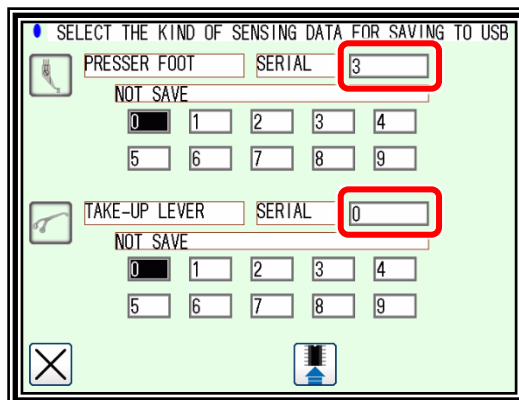 SELECT THE KIND OF SENSING DATA FOR SAVING TO USB
PRESSER FOOT SERIAL 3
NOT SAVE
0 1 2 3 4
5 6 7 8 9
TAKE-UP LEVER SERIAL 0
NOT SAVE
0 1 2 3 4
5 6 7 8 9